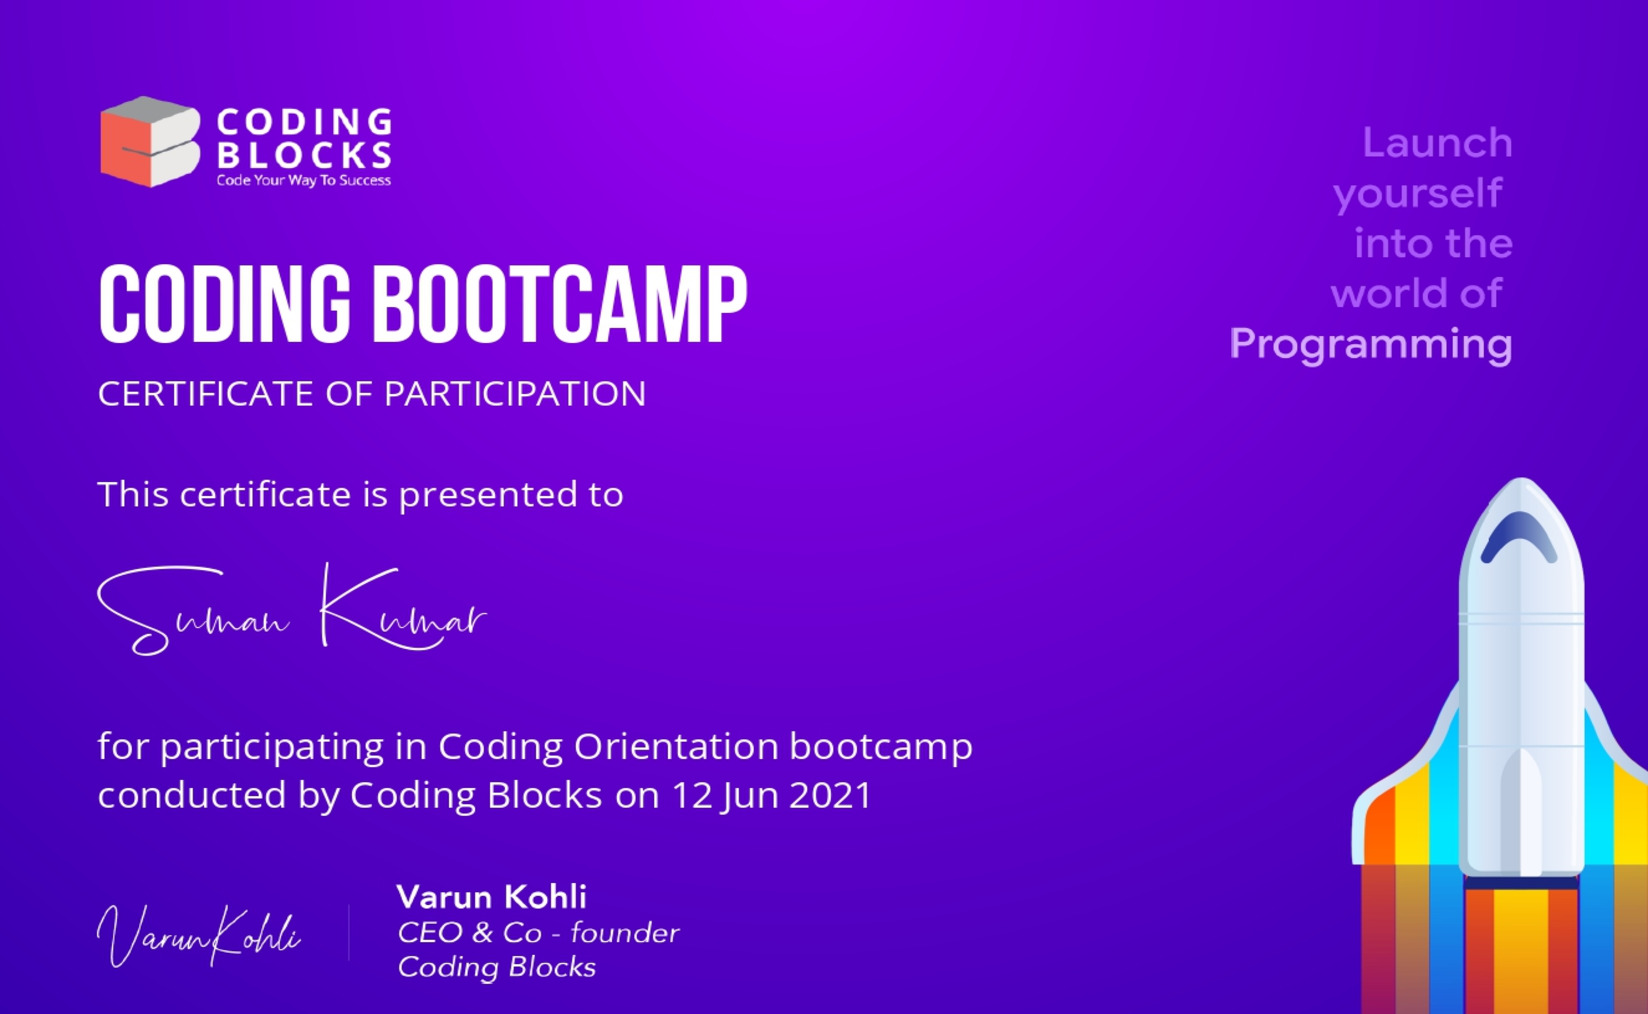 CODING
BLOCKS
Code Your Way To Success
Launch
yourself
into the
world of
Programming
CODING BOOTCAMP
CERTIFICATE OF PARTICIPATION
This certificate is presented to
Suman Kumar
for participating in Coding Orientation bootcamp
conducted by Coding Blocks on 12 Jun 2021
Varun Kohli
Varun Kohli
CEO & Co - founder
Coding Blocks